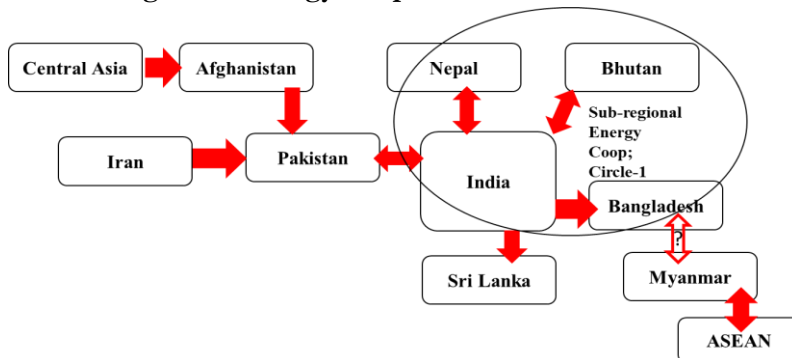 Central Asia
Afghanistan
Nepal
Bhutan
Sub-regional
Energy
Coop;
Circle-1
Iran
Pakistan
India
Bangladesh
?
Sri Lanka
Myanmar
ASEAN